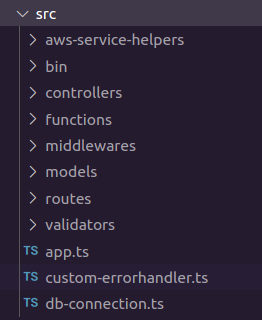 src
aws-service-helpers
bin
controllers
functions
middlewares
models
routes
validators
TS app.ts
TS custom-errorhandler.ts
TS db-connection.ts